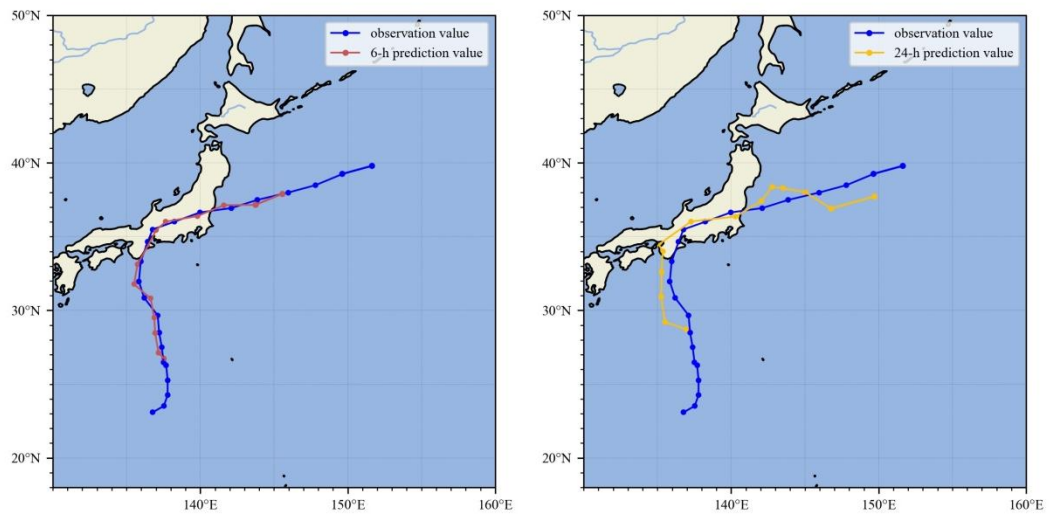 50°N
observation value
6-h prediction value
40°N
30°N
20°N
140°E
150°E
160°E
50°N
observation value
24-h prediction value
40°N
30°N
20°N
140°E
150°E
160°E